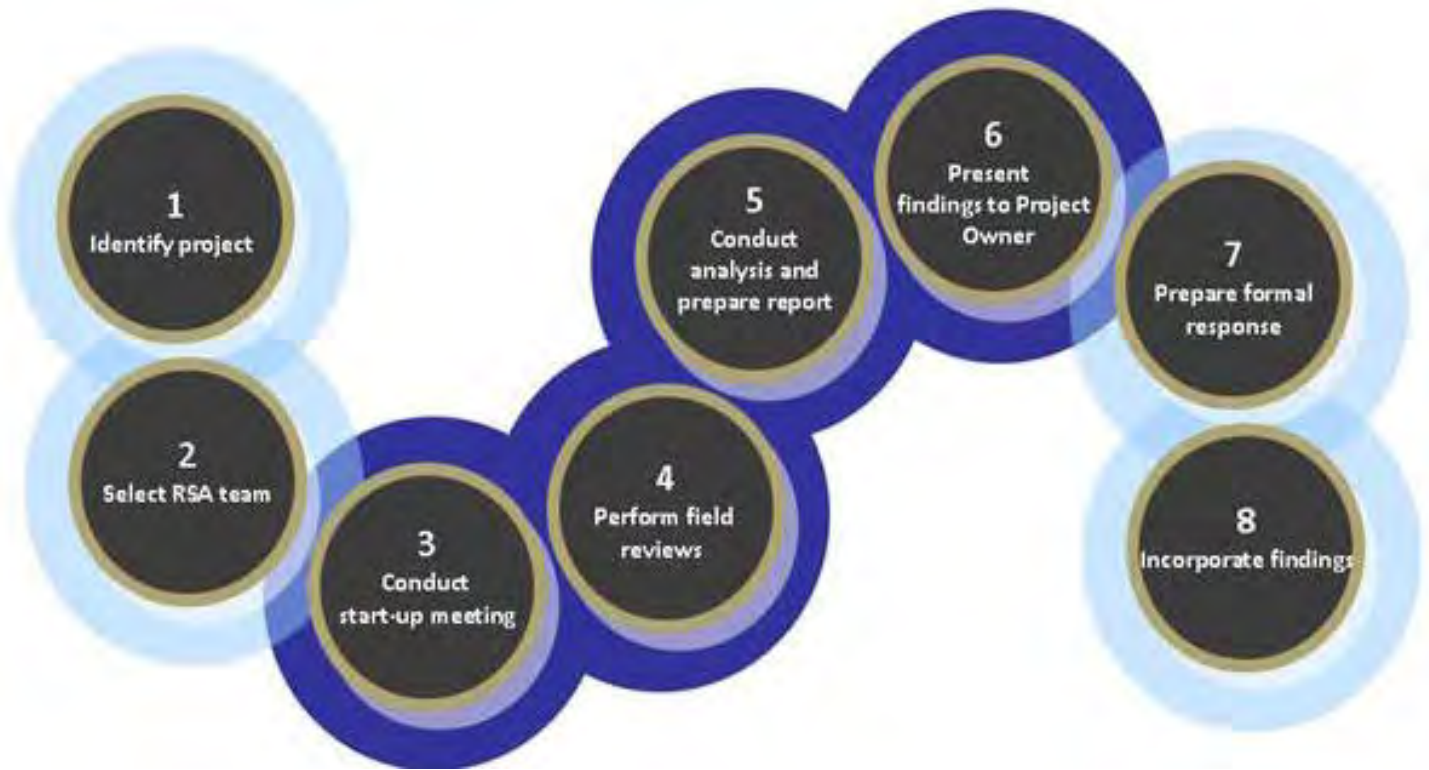 1
Identify project
2
Select RSA team
3
Conduct
start-up meeting
4
Perform field
reviews
5
Conduct
analysis and
prepare report
6
Present
findings to Project
Owner
7
Prepare formal
response
8
Incorporate findings